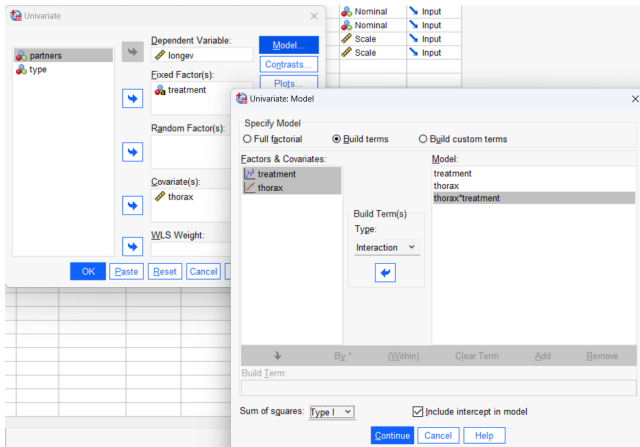 Univariate
Nominal Input
Nominal Input
Scale Input
Scale Input
partners
type
Dependent Variable:
longev
Fixed Factor(s):
treatment
Random Factor(s):
Covariate(s):
thorax
WLS Weight:
Model...
Contrasts...
Plots...
OK Paste Reset Cancel
Univariate: Model
Specify Model
Full factorial Build terms Build custom terms
Factors & Covariates:
treatment
thorax
Build Term(s)
Type:
Interaction
Model:
treatment
thorax
thorax*treatment
By * (Within) Clear Term Add Remove
Build Term:
Sum of squares: Type I Include intercept in model
Continue Cancel Help